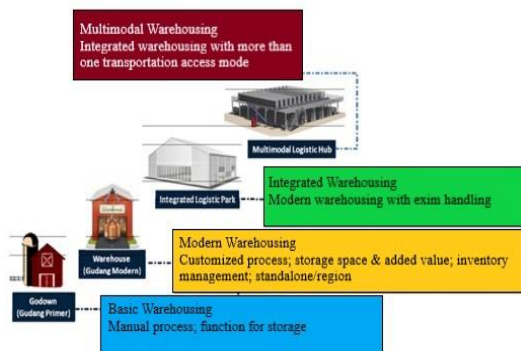 Multimodal Warehousing
Integrated warehousing with more than
one transportation access mode
Multimodal Logistic Hub
Integrated Logistic Park
Integrated Warehousing
Modern warehousing with exim handling
Warehouse
(Gudang Modern)
Modern Warehousing
Customized process; storage space & added value; inventory
management; standalone/region
Godown
(Gudang Primer)
Basic Warehousing
Manual process; function for storage